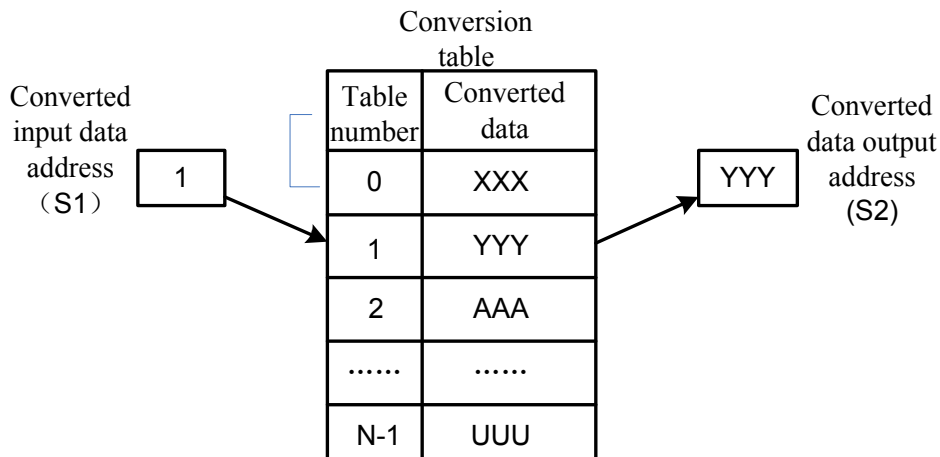 Conversion
table
Converted
input data
address
（S1）
1
Table
number
Converted
data
0
XXX
1
YYY
2
AAA
······
······
N-1
UUU
YYY
Converted
data output
address
(S2)